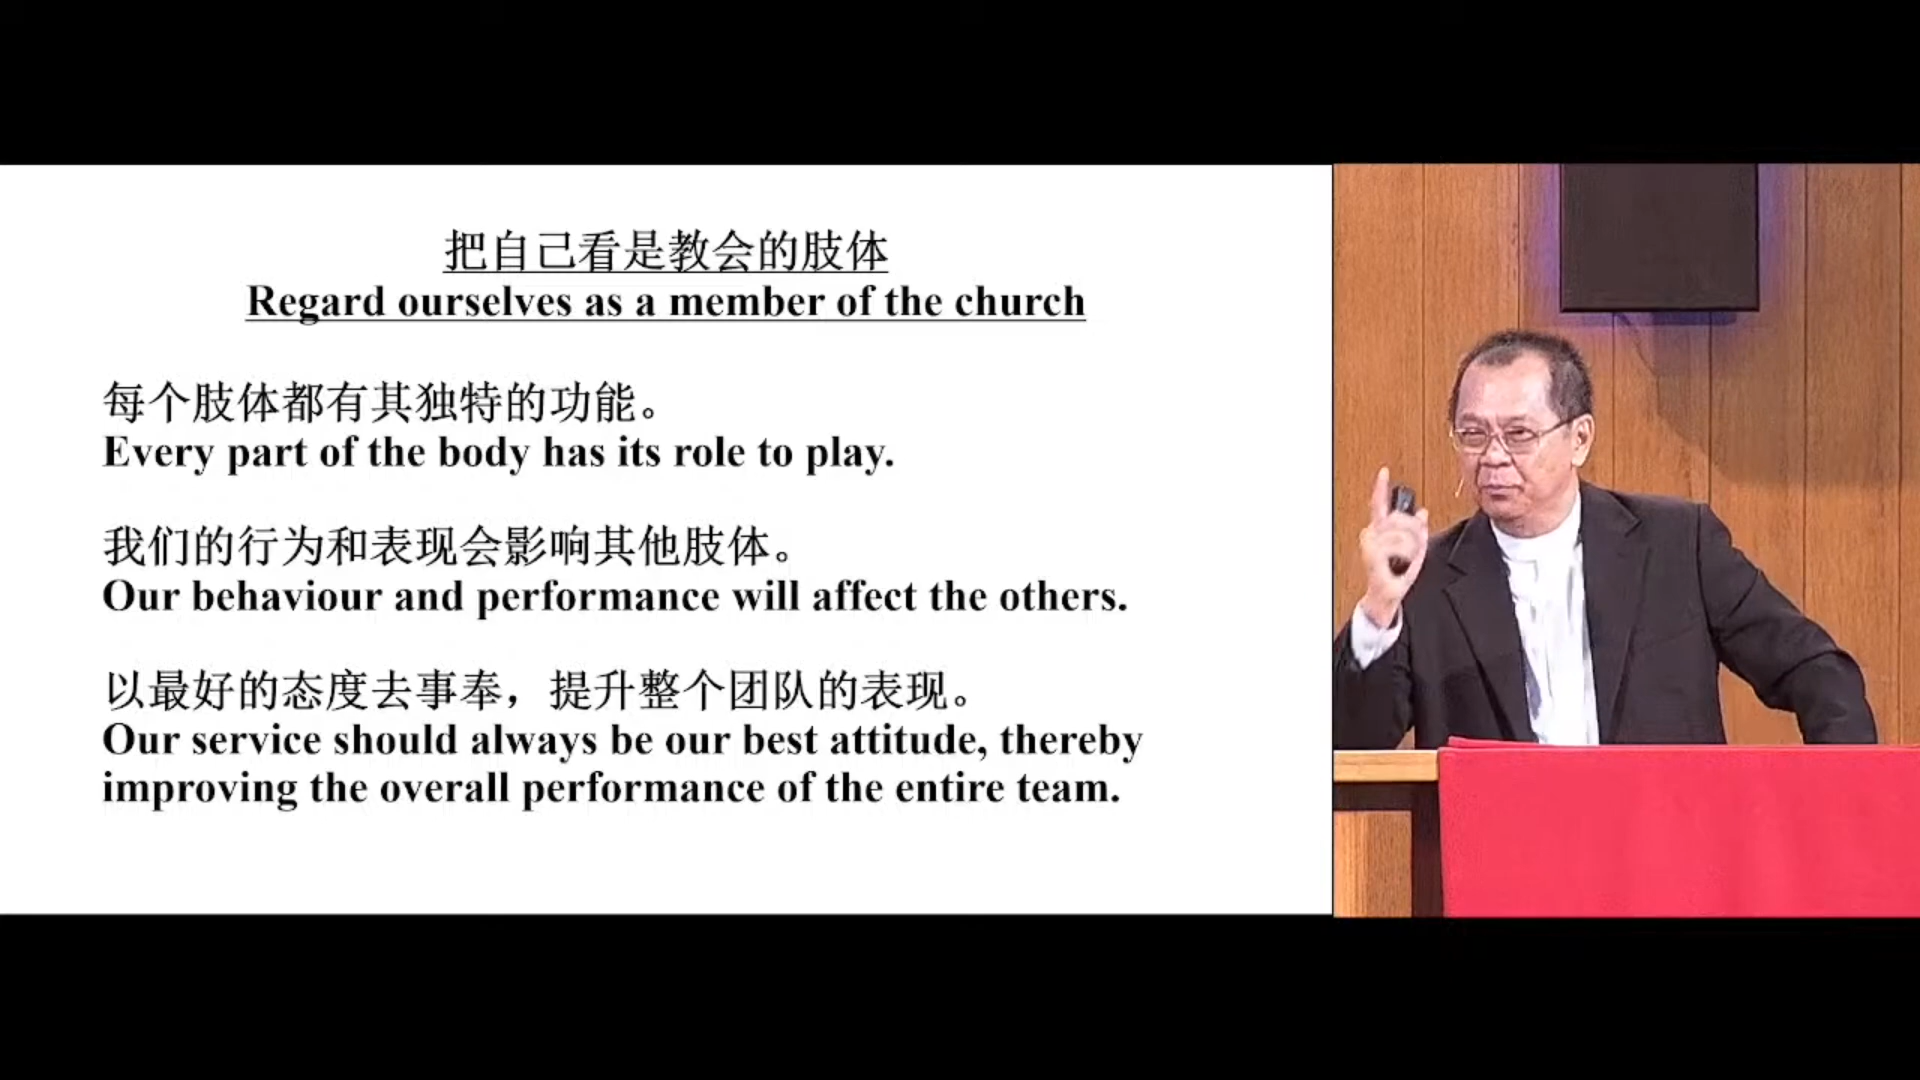 把自己看是教会的肢体
Regard ourselves as a member of the church
每个肢体都有其独特的功能。
Every part of the body has its role to play.
我们的行为和表现会影响其他肢体。
Our behaviour and performance will affect the others.
以最好的态度去事奉，提升整个团队的表现。
Our service should always be our best attitude, thereby
improving the overall performance of the entire team.